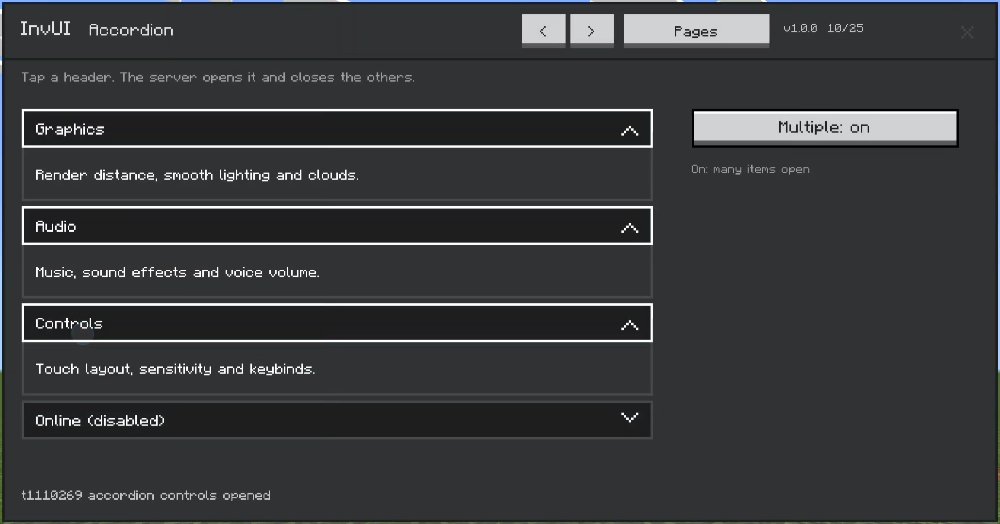 InvUI Accordion < > Pages v1.0.0 10/25 ×
Tap a header. The server opens it and closes the others.
Graphics
Render distance, smooth lighting and clouds.
Audio
Music, sound effects and voice volume.
Controls
Touch layout, sensitivity and keybinds.
Online (disabled)
Multiple: on
On: many items open
t1110269 accordion controls opened